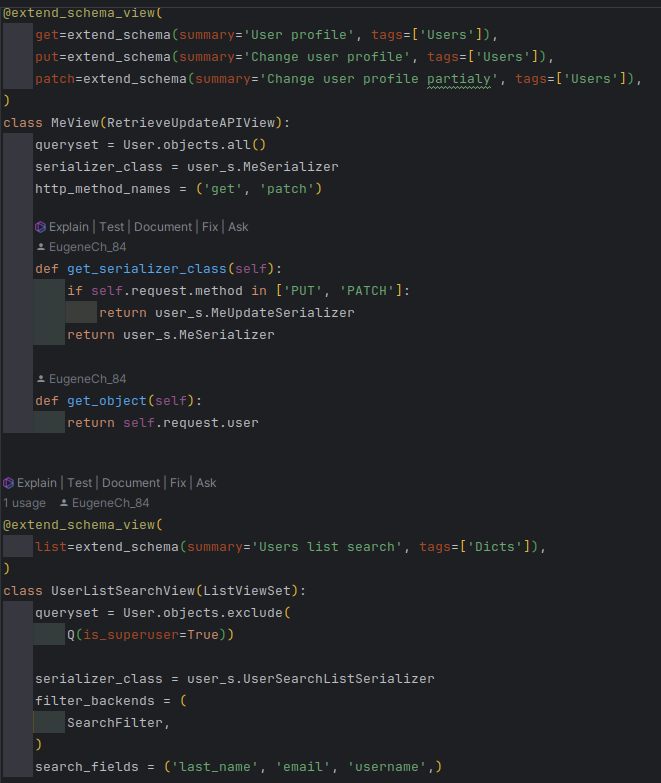 @extend_schema_view(
    get=extend_schema(summary='User profile', tags=['Users']),
    put=extend_schema(summary='Change user profile', tags=['Users']),
    patch=extend_schema(summary='Change user profile partialy', tags=['Users']),
)
class MeView(RetrieveUpdateAPIView):
    queryset = User.objects.all()
    serializer_class = user_s.MeSerializer
    http_method_names = ('get', 'patch')
    Explain | Test | Document | Fix | Ask
    EugeneCh_84
    def get_serializer_class(self):
        if self.request.method in ['PUT', 'PATCH']:
            return user_s.MeUpdateSerializer
        return user_s.MeSerializer
    EugeneCh_84
    def get_object(self):
        return self.request.user
Explain | Test | Document | Fix | Ask
1 usage EugeneCh_84
@extend_schema_view(
    list=extend_schema(summary='Users list search', tags=['Dicts']),
)
class UserListSearchView(ListViewSet):
    queryset = User.objects.exclude(
        Q(is_superuser=True))
    serializer_class = user_s.UserSearchListSerializer
    filter_backends = (
        SearchFilter,
    )
    search_fields = ('last_name', 'email', 'username',)